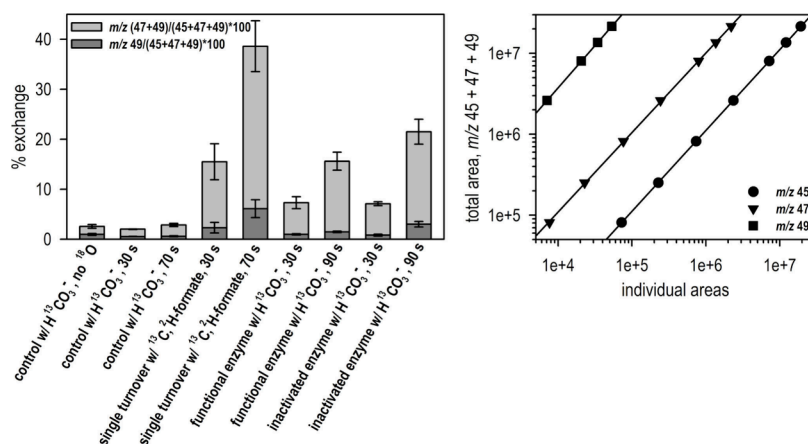 m/z (47+49)/(45+47+49)*100
m/z 49/(45+47+49)*100
40
30
20
10
0
% exchange
control w/ H¹³CO₃⁻, no ¹⁸O
control w/ H¹³CO₃⁻, 30 s
control w/ H¹³CO₃⁻, 70 s
single turnover w/ ¹³C, ²H-formate, 30 s
single turnover w/ ¹³C, ²H-formate, 70 s
functional enzyme w/ H¹³CO₃⁻, 30 s
functional enzyme w/ H¹³CO₃⁻, 90 s
inactivated enzyme w/ H¹³CO₃⁻, 30 s
inactivated enzyme w/ H¹³CO₃⁻, 90 s
total area, m/z 45 + 47 + 49
1e+7
1e+6
1e+5
m/z 45
m/z 47
m/z 49
1e+4 1e+5 1e+6 1e+7
individual areas